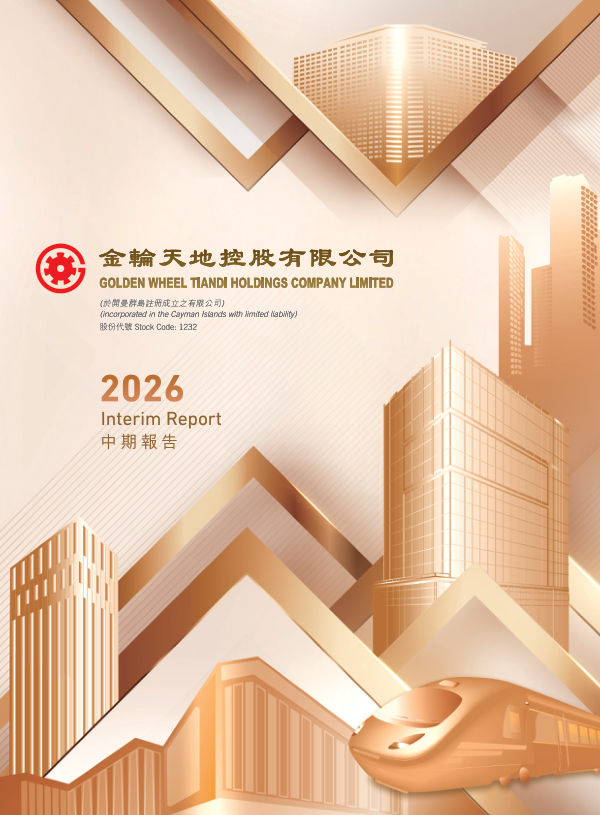 金輪天地控股有限公司
GOLDEN WHEEL TIANDI HOLDINGS COMPANY LIMITED
(於開曼群島註冊成立之有限公司)
(incorporated in the Cayman Islands with limited liability)
股份代號 Stock Code: 1232
2026
Interim Report
中期報告